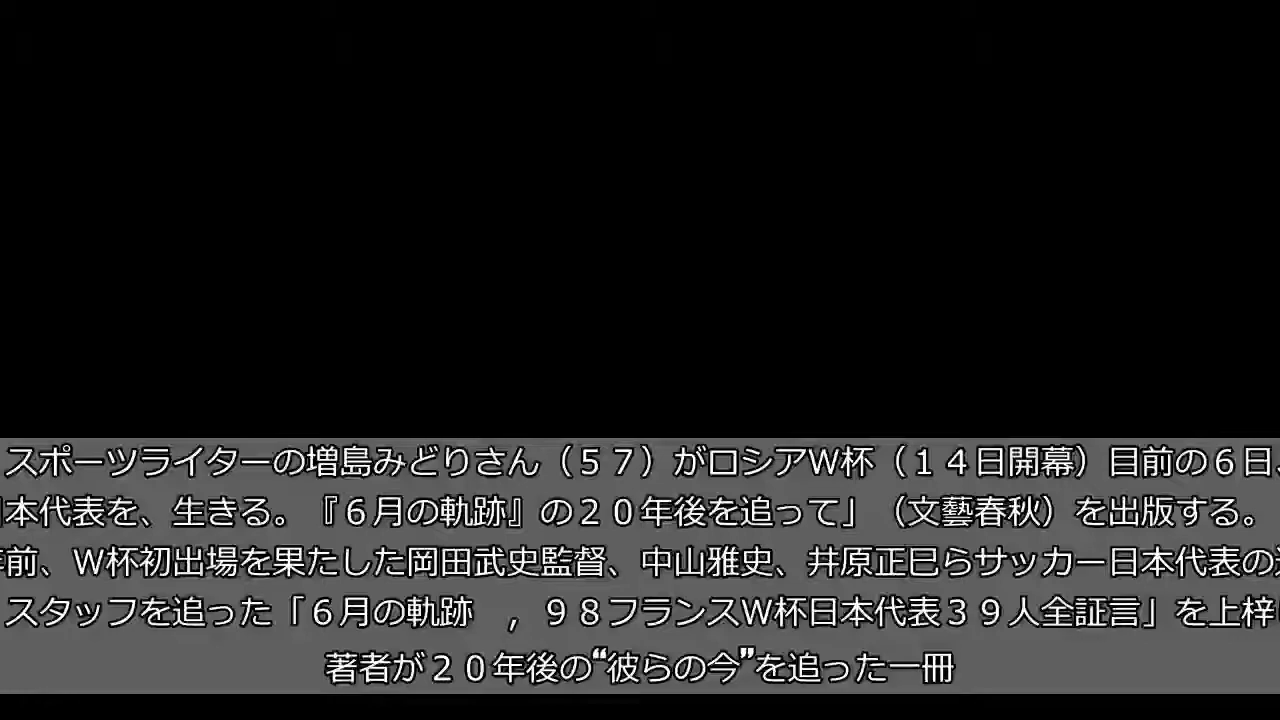 スポーツライターの増島みどりさん（５７）がロシアＷ杯（１４日開幕）目前の６日、
本代表を、生きる。『６月の軌跡』の２０年後を追って」（文藝春秋）を出版する。
前、Ｗ杯初出場を果たした岡田武史監督、中山雅史、井原正巳らサッカー日本代表の
スタッフを追った「６月の軌跡　，９８フランスＷ杯日本代表３９人全証言」を上梓
著者が２０年後の“彼らの今”を追った一冊